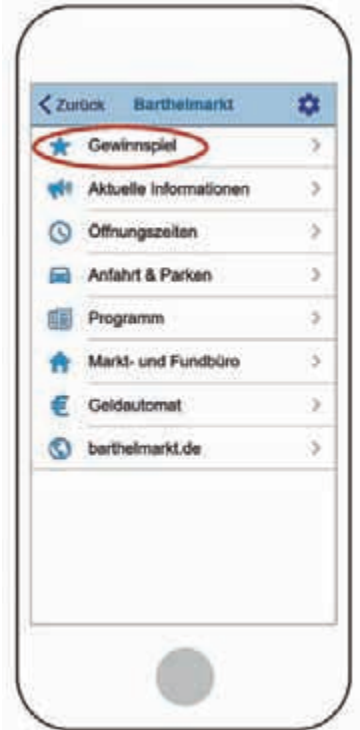 Zurück Barthelmarkt
Gewinnspiel
Aktuelle Informationen
Öffnungszeiten
Anfahrt & Parken
Programm
Markt- und Fundbüro
Geldautomat
barthelmarkt.de